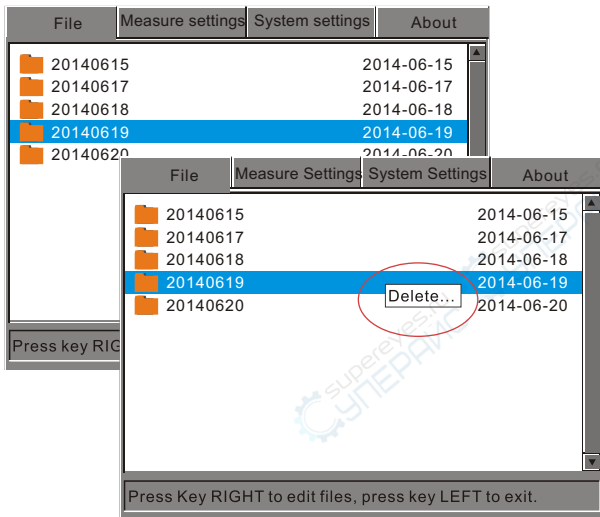 File Measure settings System settings About
20140615 2014-06-15
20140617 2014-06-17
20140618 2014-06-18
20140619 2014-06-19
20140620 2014-06-20
Press key RIG
File Measure Settings System Settings About
20140615 2014-06-15
20140617 2014-06-17
20140618 2014-06-18
20140619 2014-06-19
Delete...
20140620 2014-06-20
Press Key RIGHT to edit files, press key LEFT to exit.